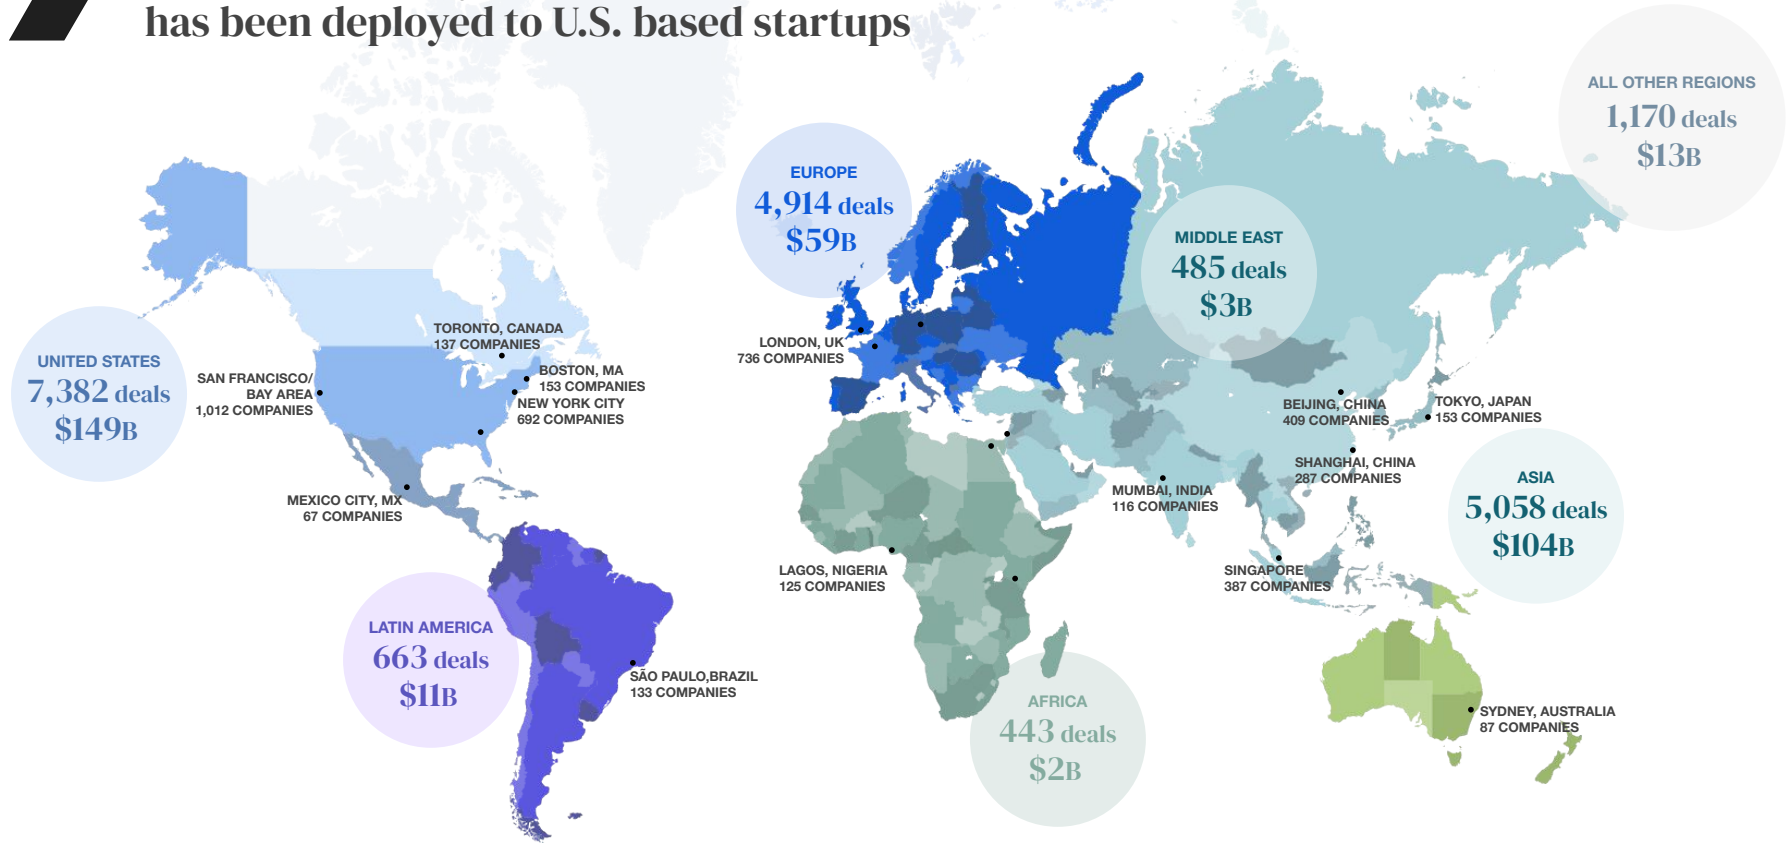 has been deployed to U.S. based startups
ALL OTHER REGIONS
1,170 deals
$13B
EUROPE
4,914 deals
$59B
MIDDLE EAST
485 deals
$3B
UNITED STATES
7,382 deals
$149B
TORONTO, CANADA
137 COMPANIES
SAN FRANCISCO/
BAY AREA
1,012 COMPANIES
BOSTON, MA
153 COMPANIES
NEW YORK CITY
692 COMPANIES
LONDON, UK
736 COMPANIES
BEIJING, CHINA
409 COMPANIES
TOKYO, JAPAN
153 COMPANIES
SHANGHAI, CHINA
287 COMPANIES
MEXICO CITY, MX
67 COMPANIES
MUMBAI, INDIA
116 COMPANIES
ASIA
5,058 deals
$104B
LAGOS, NIGERIA
125 COMPANIES
SINGAPORE
387 COMPANIES
LATIN AMERICA
663 deals
$11B
SÃO PAULO,BRAZIL
133 COMPANIES
AFRICA
443 deals
$2B
SYDNEY, AUSTRALIA
87 COMPANIES